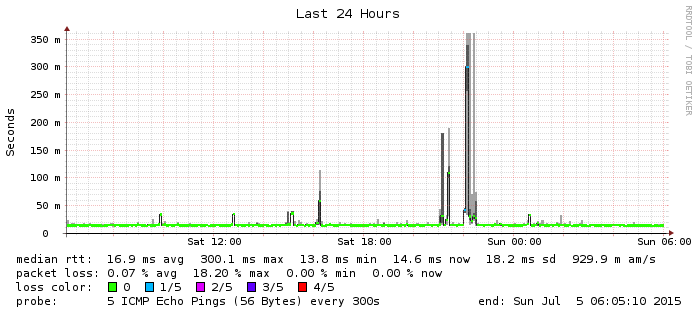 Last 24 Hours
RRDTOOL / TOBI OETIKER
Seconds
350 m
300 m
250 m
200 m
150 m
100 m
50 m
0
Sat 12:00 Sat 18:00 Sun 00:00 Sun 06:00
median rtt: 16.9 ms avg 300.1 ms max 13.8 ms min 14.6 ms now 18.2 ms sd 929.9 m am/s
packet loss: 0.07 % avg 18.20 % max 0.00 % min 0.00 % now
loss color: 0 1/5 2/5 3/5 4/5
probe: 5 ICMP Echo Pings (56 Bytes) every 300s end: Sun Jul 5 06:05:10 2015